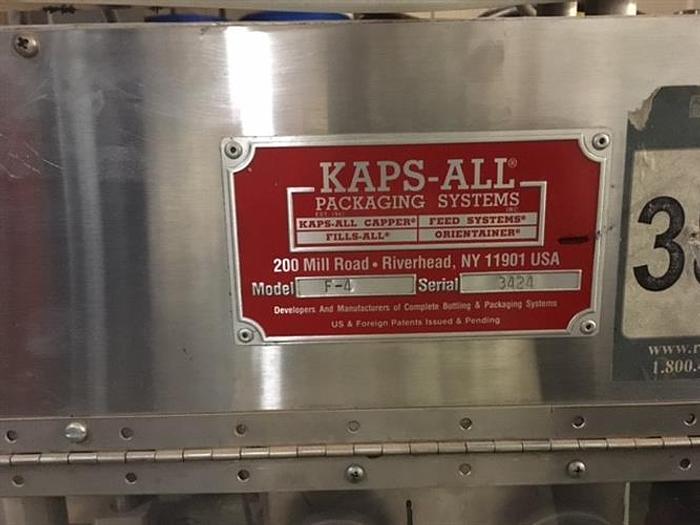 KAPS-ALL®
PACKAGING SYSTEMS
INC.
KAPS-ALL CAPPER® FEED SYSTEMS®
FILLS-ALL® ORIENTAINER®
200 Mill Road • Riverhead, NY 11901 USA
Model F-4 Serial 3424
Developers And Manufacturers of Complete Bottling & Packaging Systems
US & Foreign Patents Issued & Pending
3
www.
1.800.